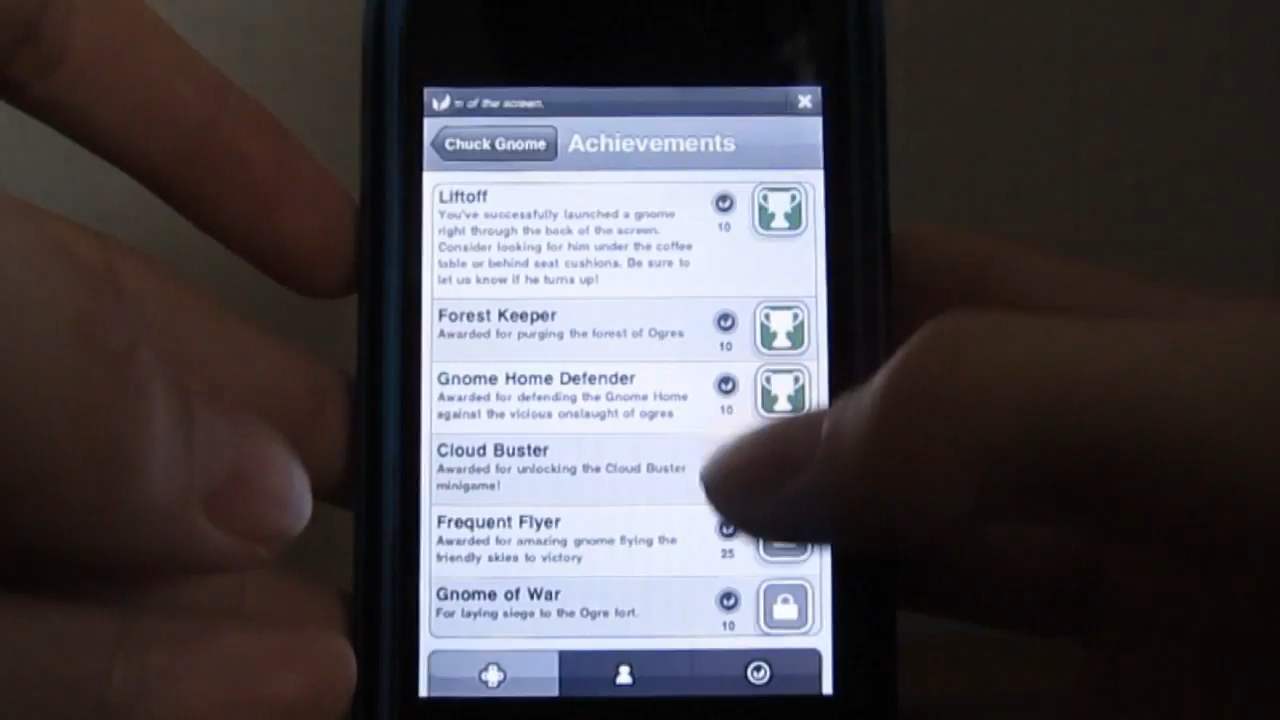 m of the screen.
Chuck Gnome
Achievements
Liftoff
You've successfully launched a gnome
right through the back of the screen.
Consider looking for him under the coffee
table or behind seat cushions. Be sure to
let us know if he turns up!
10
Forest Keeper
Awarded for purging the forest of Ogres
10
Gnome Home Defender
Awarded for defending the Gnome Home
against the vicious onslaught of ogres
10
Cloud Buster
Awarded for unlocking the Cloud Buster
minigame!
Frequent Flyer
Awarded for amazing gnome flying the
friendly skies to victory
25
Gnome of War
For laying siege to the Ogre fort.
10